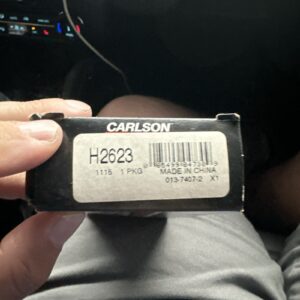 CARLSON
H2623
1116 1 PKG
MADE IN CHINA
013-7407-2 X1